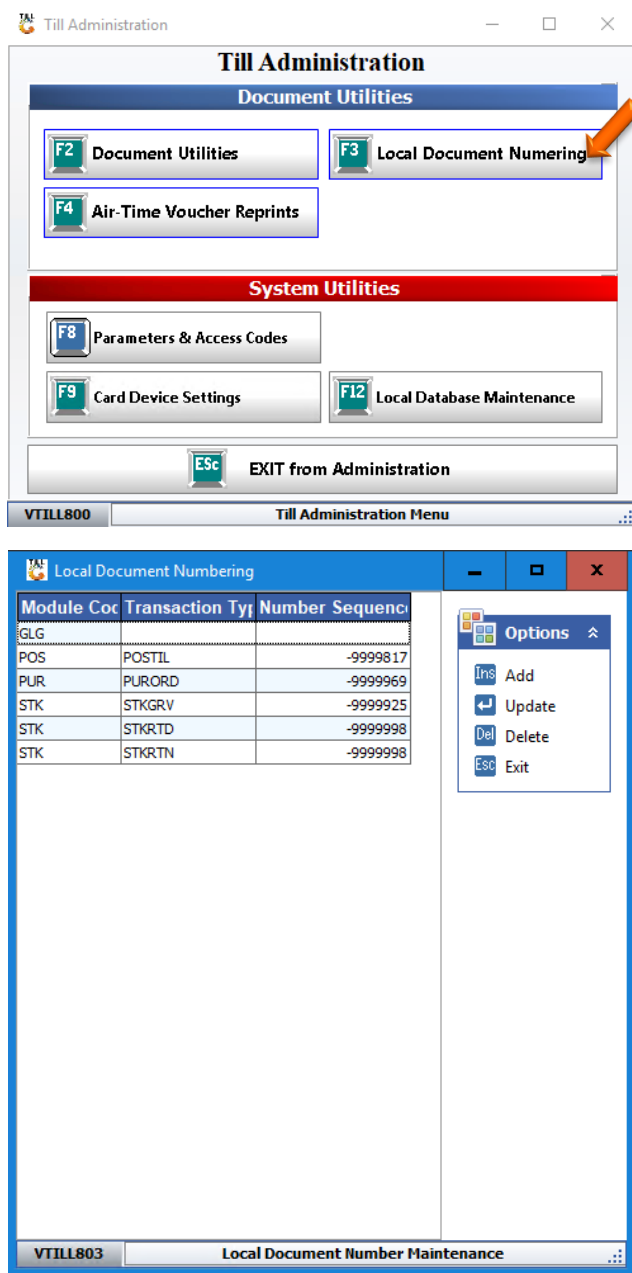 Till Administration
Till Administration
Document Utilities
F2 Document Utilities
F3 Local Document Numering
F4 Air-Time Voucher Reprints
System Utilities
F8 Parameters & Access Codes
F9 Card Device Settings
F12 Local Database Maintenance
ESc EXIT from Administration
VTILL800 Till Administration Menu
Local Document Numbering
Module Coc Transaction Typ Number Sequence
GLG
POS POSTIL -9999817
PUR PURORD -9999969
STK STKGRV -9999925
STK STKRTD -9999998
STK STKRTN -9999998
Options
Ins Add
Update
Del Delete
Esc Exit
VTILL803 Local Document Number Maintenance